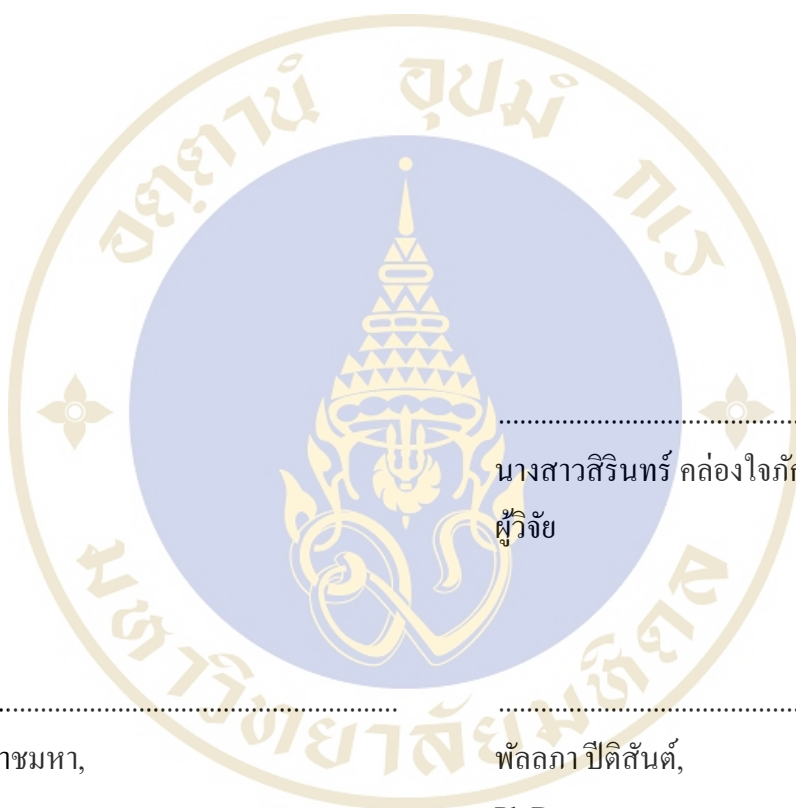 อตฺตานํ อุปมํ กเร
..........................................
นางสาวสิรินทร์ คล่องใจภัก
ผู้วิจัย
มหาวิทยาลัยมหิดล
.......................................................... ..........................................
าชมหา, พัลลภา ปีติสันต์,